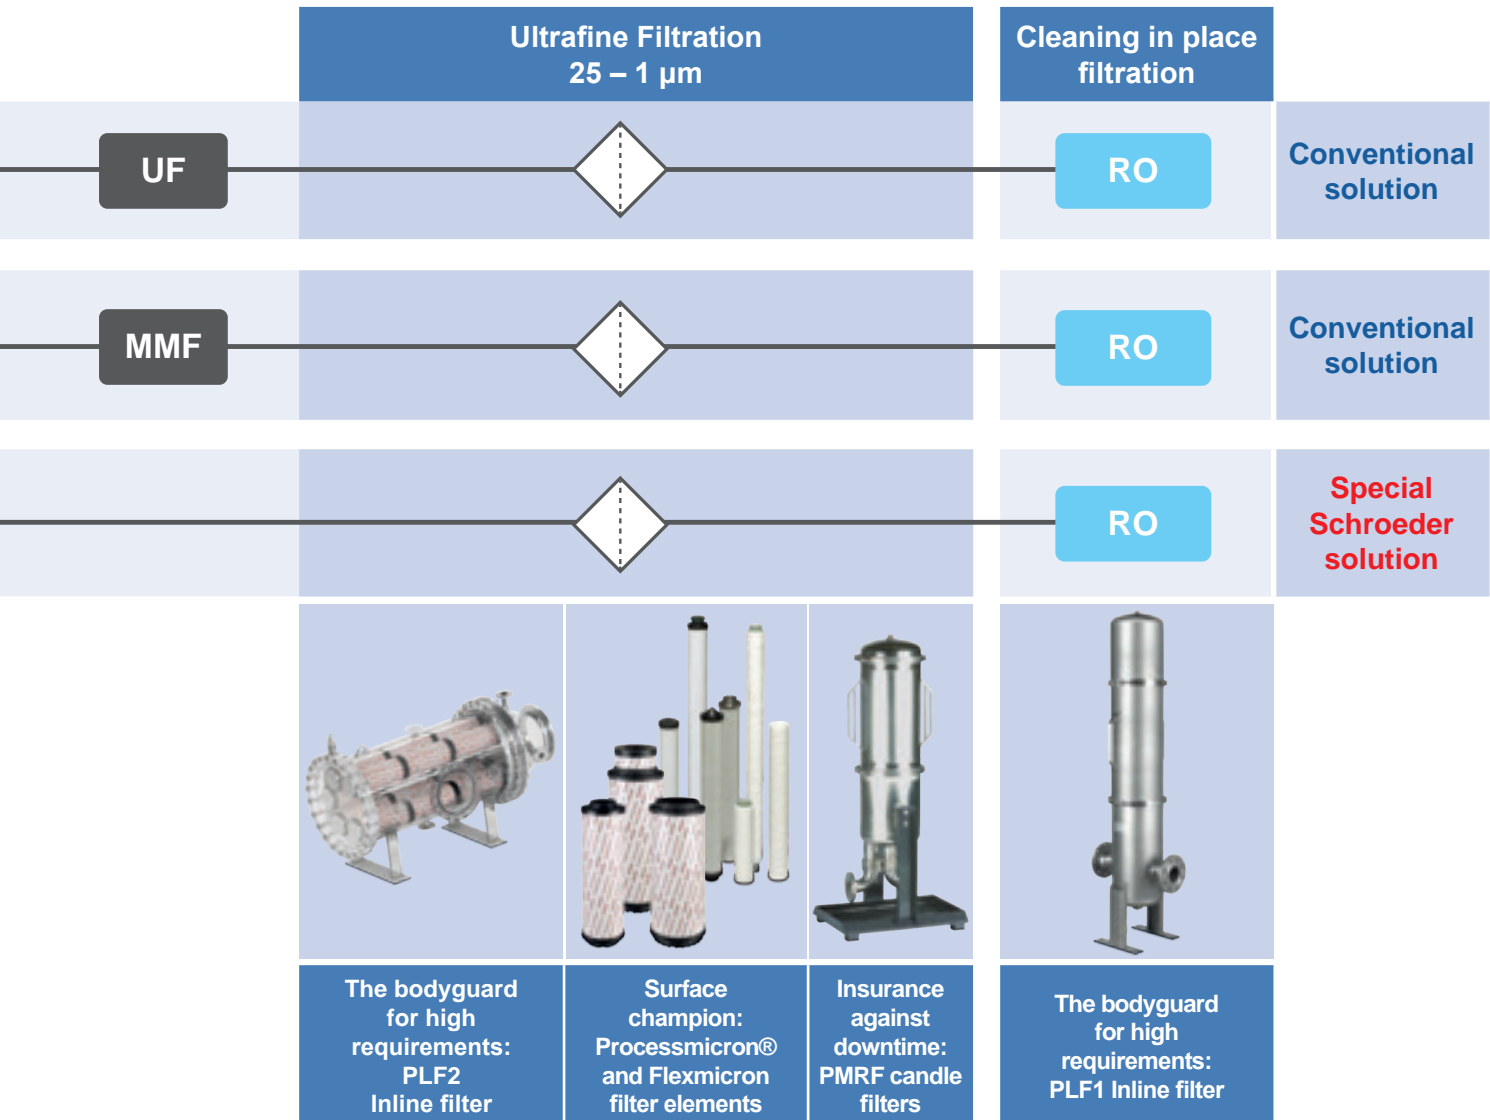 Ultrafine Filtration
25 – 1 µm
Cleaning in place
filtration
UF
RO
Conventional
solution
MMF
RO
Conventional
solution
RO
Special
Schroeder
solution
The bodyguard
for high
requirements:
PLF2
Inline filter
Surface
champion:
Processmicron®
and Flexmicron
filter elements
Insurance
against
downtime:
PMRF candle
filters
The bodyguard
for high
requirements:
PLF1 Inline filter